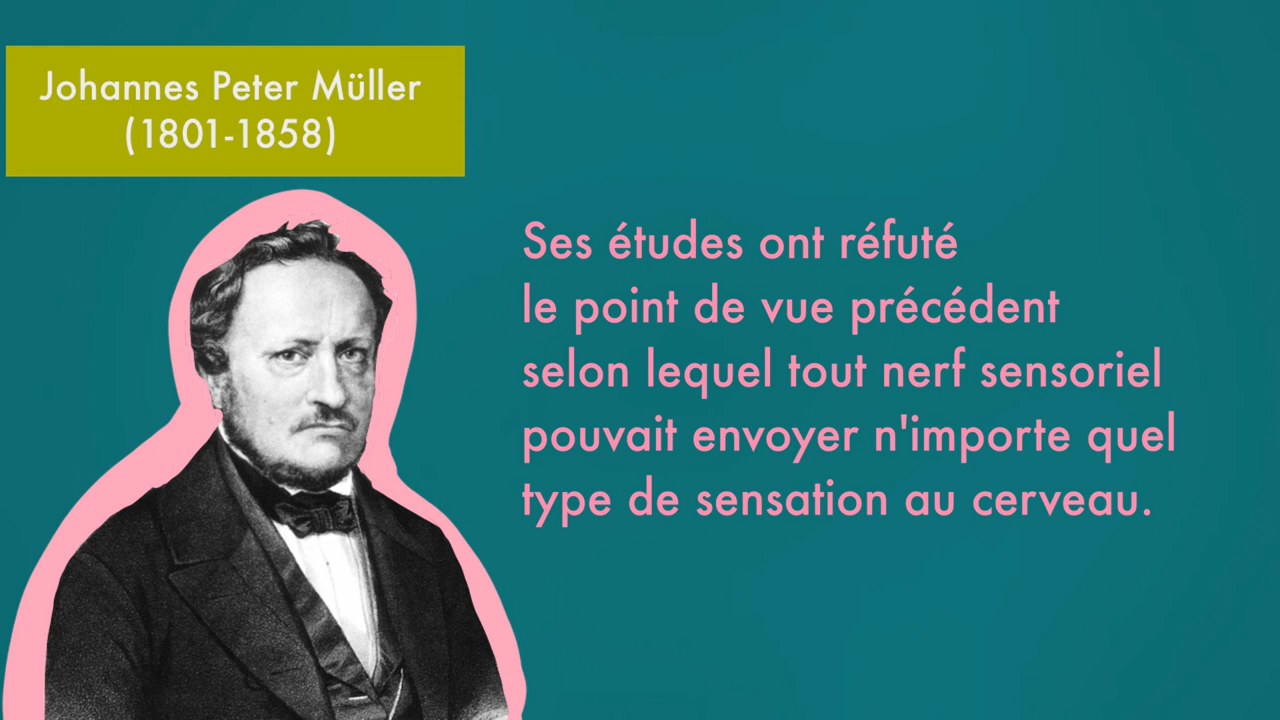 Johannes Peter Müller
(1801-1858)
Ses études ont réfuté
le point de vue précédent
selon lequel tout nerf sensoriel
pouvait envoyer n'importe quel
type de sensation au cerveau.